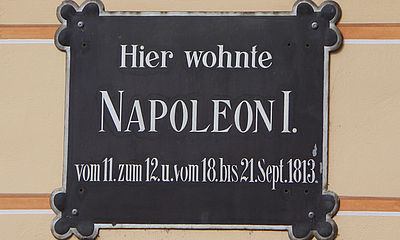 Hier wohnte
NAPOLEON I.
vom 11. zum 12. u. vom 18. bis 21. Sept. 1813.